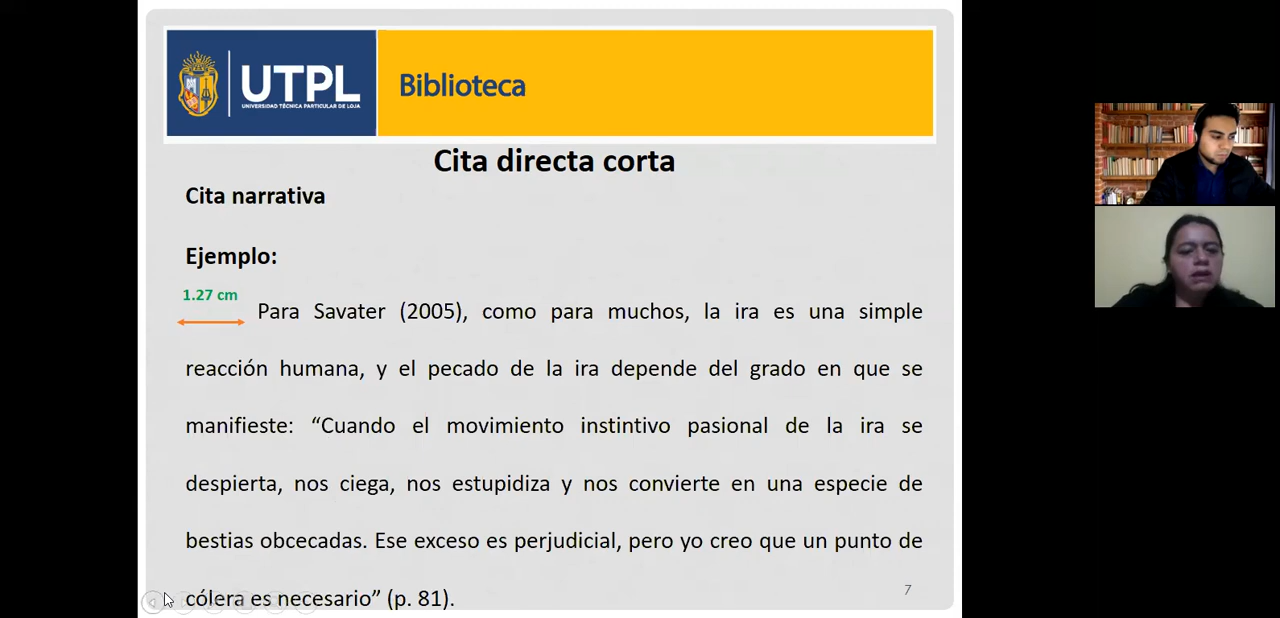 UTPL
UNIVERSIDAD TÉCNICA PARTICULAR DE LOJA
Biblioteca
Cita directa corta
Cita narrativa
Ejemplo:
1.27 cm
Para Savater (2005), como para muchos, la ira es una simple
reacción humana, y el pecado de la ira depende del grado en que se
manifieste: “Cuando el movimiento instintivo pasional de la ira se
despierta, nos ciega, nos estupidiza y nos convierte en una especie de
bestias obcecadas. Ese exceso es perjudicial, pero yo creo que un punto de
cólera es necesario” (p. 81).
7